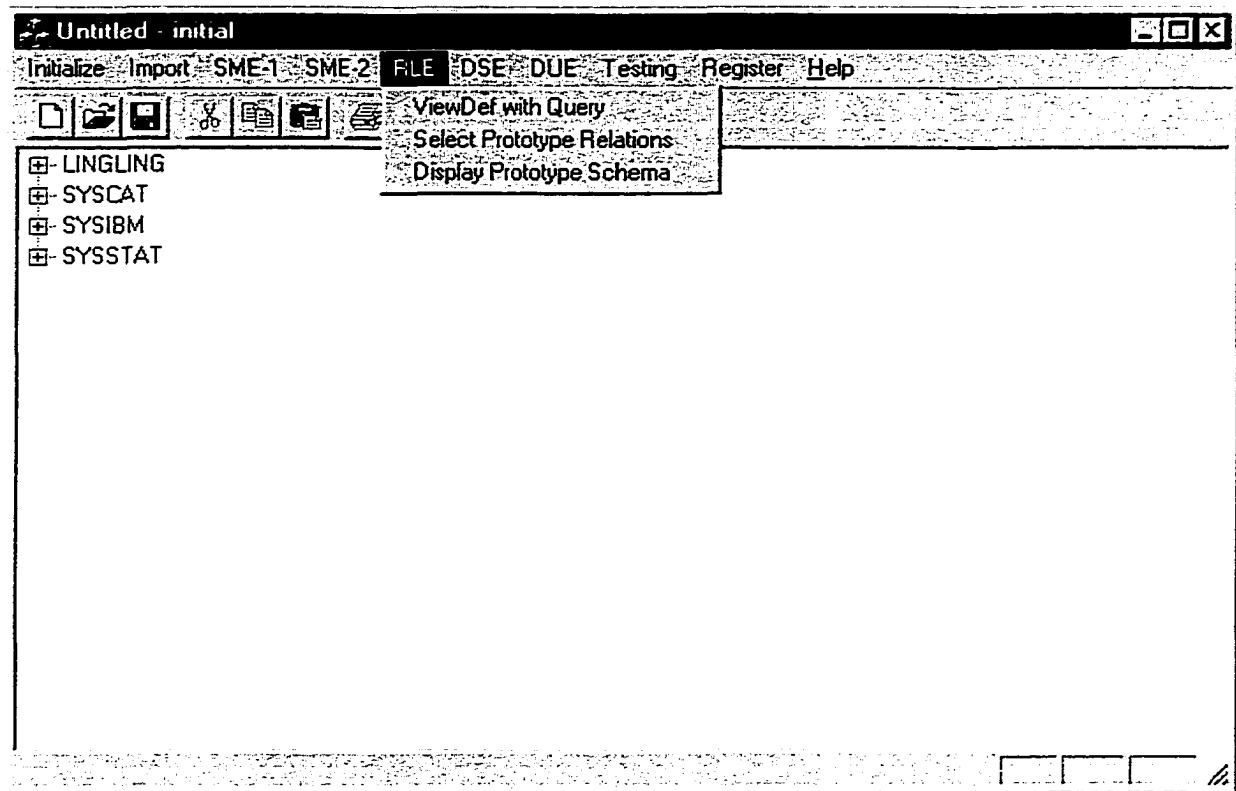 Untitled - initial
Initialize Import SME-1 SME-2 RLE DSE DUE Testing Register Help
ViewDef with Query
Select Prototype Relations
Display Prototype Schema
LINGLING
SYSCAT
SYSIBM
SYSSTAT